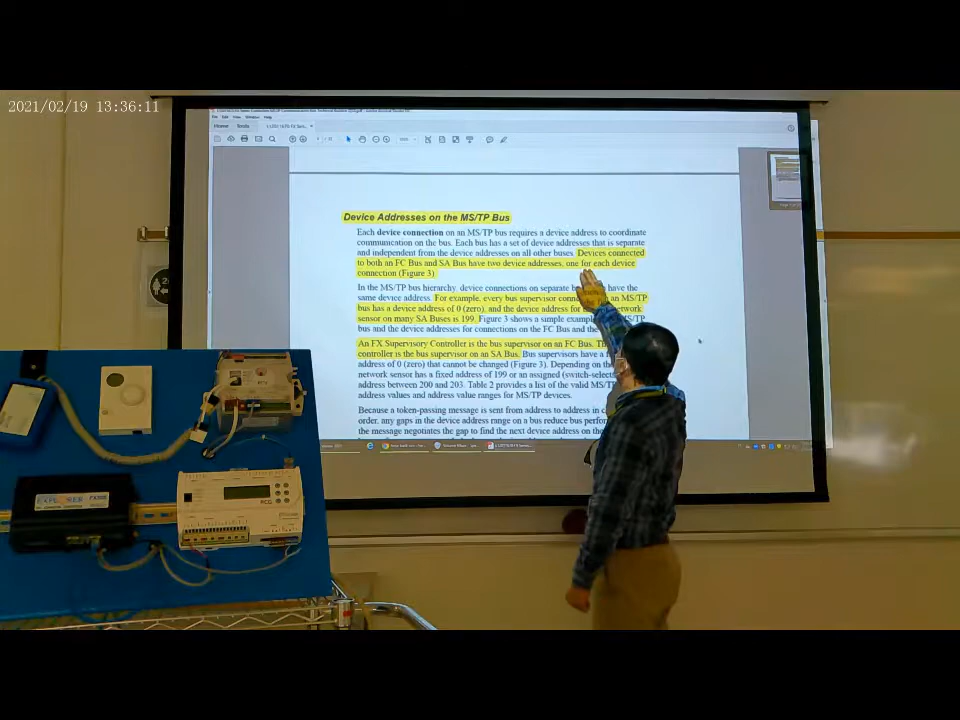 2021/02/19 13:36:11
Device Addresses on the MS/TP Bus
Each device connection on an MS/TP bus requires a device address to coordinate
communication on the bus. Each bus has a set of device addresses that is separate
and independent from the device addresses on all other buses. Devices connected
to both an FC Bus and SA Bus have two device addresses, one for each device
connection (Figure 3)
In the MS/TP bus hierarchy, device connections on separate have the
same device address. For example, every bus supervisor an MS/TP
bus has a device address of 0 (zero), and the device address for network
sensor on many SA Buses is 199. Figure 3 shows a simple MS/TP
bus and the device addresses for connections on the FC Bus and
An FX Supervisory Controller is the bus supervisor on an FC Bus.
controller is the bus supervisor on an SA Bus. Bus supervisors have a
address of 0 (zero) that cannot be changed (Figure 3). Depending on the
network sensor has a fixed address of 199 or an assigned
address between 200 and 203. Table 2 provides a list of the valid
address values and address value ranges for MS/TP devices.
Because a token-passing message is sent from address to address in
order, any gaps in the device address range on a bus reduce bus
the message negotiates the gap to find the next device address on
EXPLORER